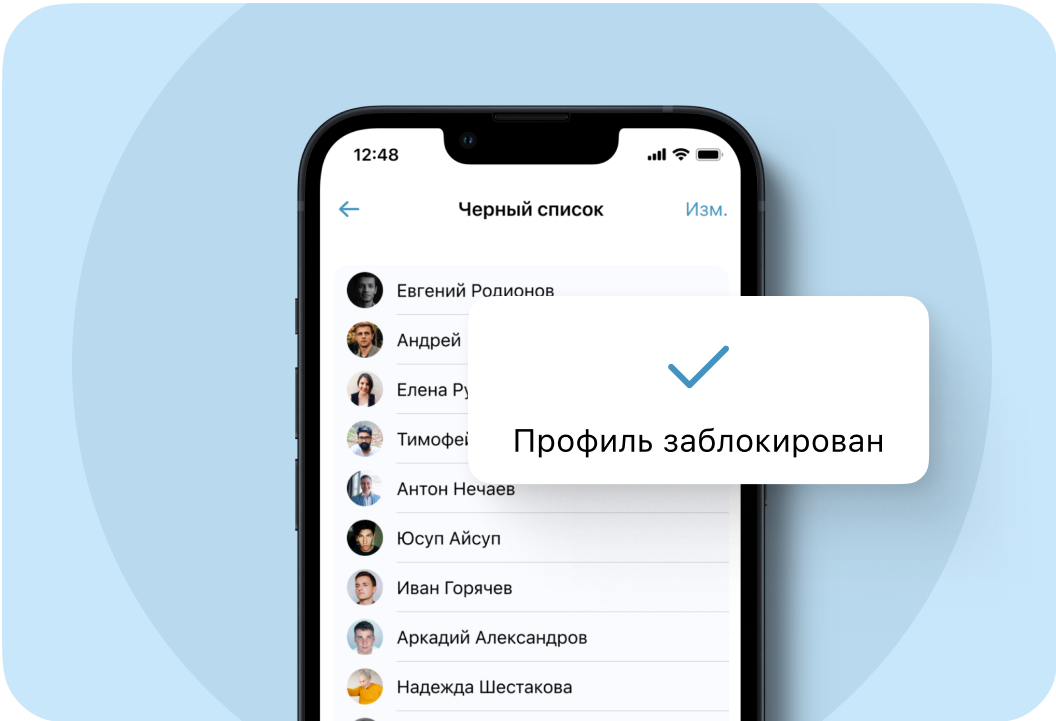 12:48
Черный список
Изм.
Евгений Родионов
Андрей
Елена
Тимофей
Профиль заблокирован
Антон Нечаев
Юсуп Айсуп
Иван Горячев
Аркадий Александров
Надежда Шестакова